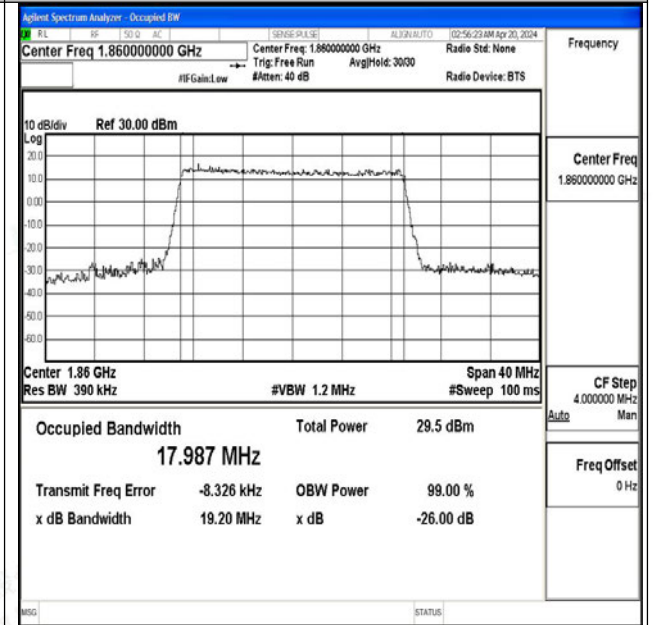 Agilent Spectrum Analyzer - Occupied BW
RL RF 50 Ω AC SENSE:PULSE ALIGN AUTO 02:56:23 AM Apr 20, 2024
Center Freq 1.860000000 GHz Center Freq: 1.860000000 GHz Radio Std: None
Trig: Free Run Avg|Hold: 30/30
#IFGain:Low #Atten: 40 dB Radio Device: BTS
Frequency
10 dB/div Ref 30.00 dBm
Log
20.0
10.0
0.00
-10.0
-20.0
-30.0
-40.0
-50.0
-60.0
Center 1.86 GHz Span 40 MHz
Res BW 390 kHz #VBW 1.2 MHz #Sweep 100 ms
Occupied Bandwidth Total Power 29.5 dBm
17.987 MHz
Transmit Freq Error -8.326 kHz OBW Power 99.00 %
x dB Bandwidth 19.20 MHz x dB -26.00 dB
Center Freq
1.860000000 GHz
CF Step
4.000000 MHz
Auto Man
Freq Offset
0 Hz
MSG STATUS